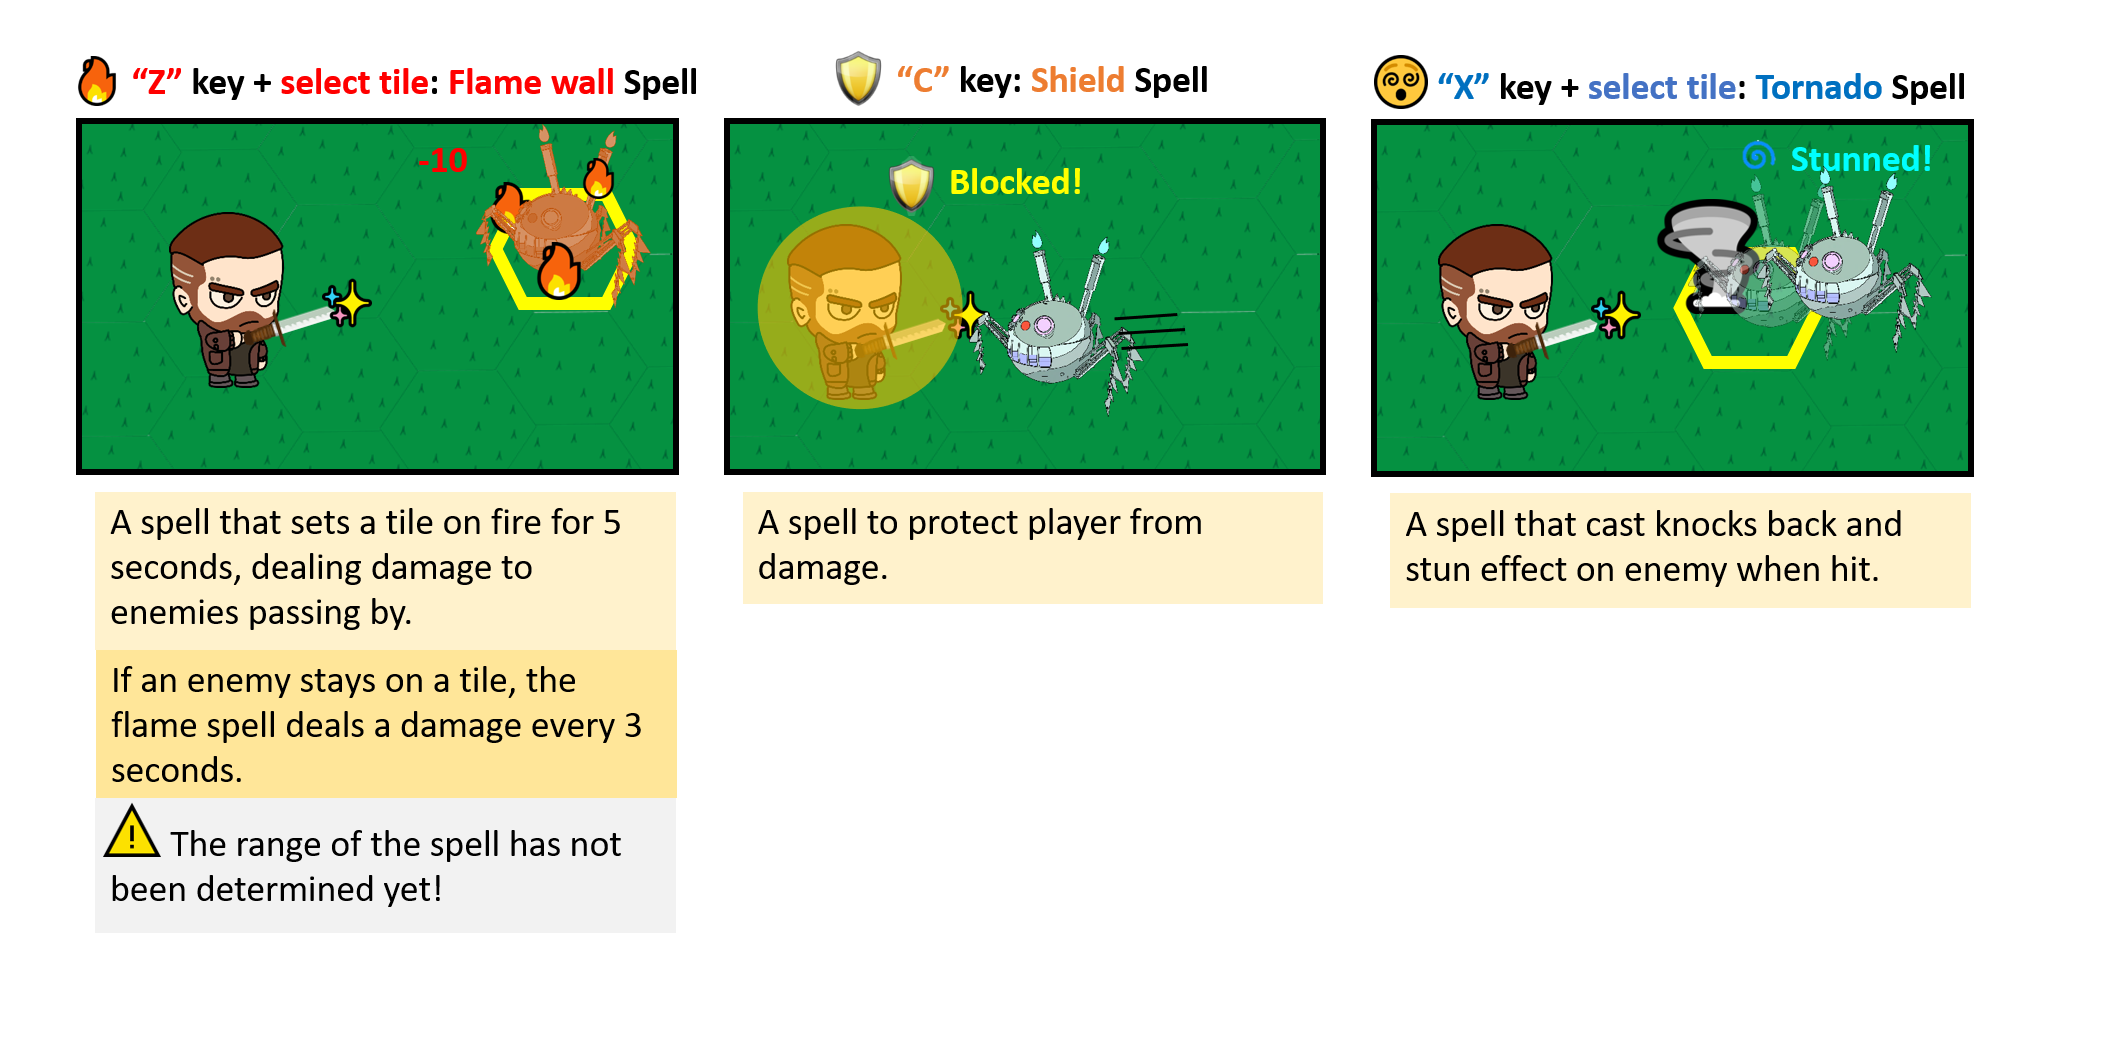 “Z” key + select tile: Flame wall Spell
-10
A spell that sets a tile on fire for 5
seconds, dealing damage to
enemies passing by.
If an enemy stays on a tile, the
flame spell deals a damage every 3
seconds.
The range of the spell has not
been determined yet!
“C” key: Shield Spell
Blocked!
A spell to protect player from
damage.
“X” key + select tile: Tornado Spell
Stunned!
A spell that cast knocks back and
stun effect on enemy when hit.